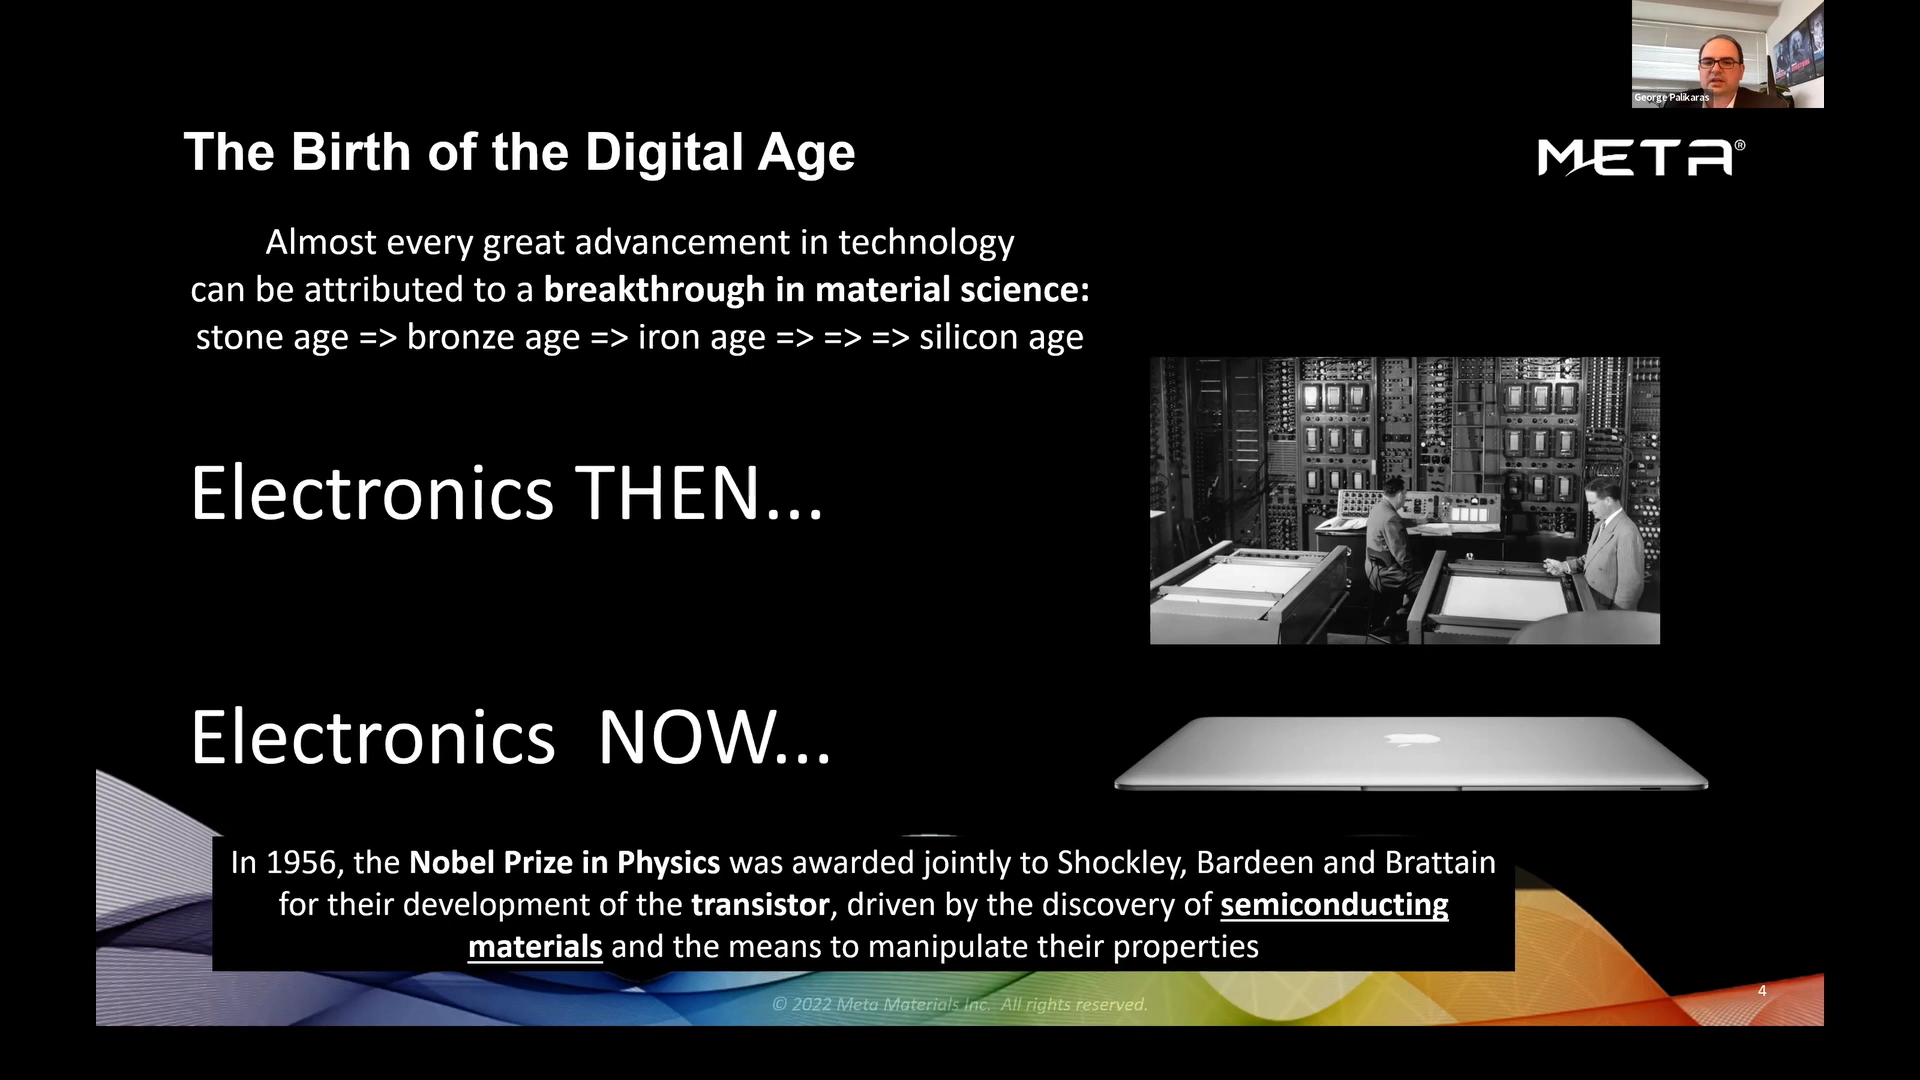 George Palikaras
The Birth of the Digital Age
META®
Almost every great advancement in technology
can be attributed to a breakthrough in material science:
stone age => bronze age => iron age => => => silicon age
Electronics THEN...
Electronics NOW...
In 1956, the Nobel Prize in Physics was awarded jointly to Shockley, Bardeen and Brattain
for their development of the transistor, driven by the discovery of semiconducting
materials and the means to manipulate their properties
© 2022 Meta Materials Inc. All rights reserved.
4